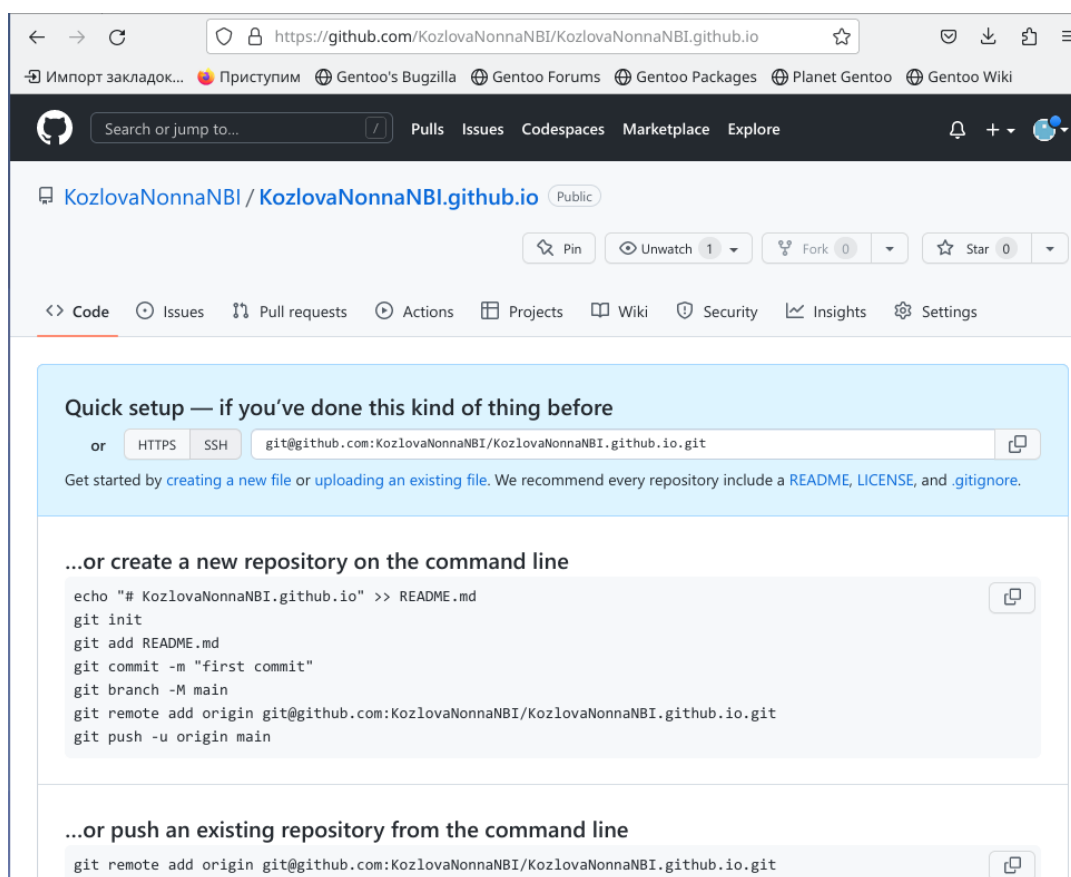 https://github.com/KozlovaNonnaNBI/KozlovaNonnaNBI.github.io
Импорт закладок... Приступим Gentoo's Bugzilla Gentoo Forums Gentoo Packages Planet Gentoo Gentoo Wiki
Search or jump to... / Pulls Issues Codespaces Marketplace Explore
KozlovaNonnaNBI / KozlovaNonnaNBI.github.io Public
Pin Unwatch 1 Fork 0 Star 0
Code Issues Pull requests Actions Projects Wiki Security Insights Settings
Quick setup — if you've done this kind of thing before
or HTTPS SSH git@github.com:KozlovaNonnaNBI/KozlovaNonnaNBI.github.io.git
Get started by creating a new file or uploading an existing file. We recommend every repository include a README, LICENSE, and .gitignore.
...or create a new repository on the command line
echo "# KozlovaNonnaNBI.github.io" >> README.md
git init
git add README.md
git commit -m "first commit"
git branch -M main
git remote add origin git@github.com:KozlovaNonnaNBI/KozlovaNonnaNBI.github.io.git
git push -u origin main
...or push an existing repository from the command line
git remote add origin git@github.com:KozlovaNonnaNBI/KozlovaNonnaNBI.github.io.git